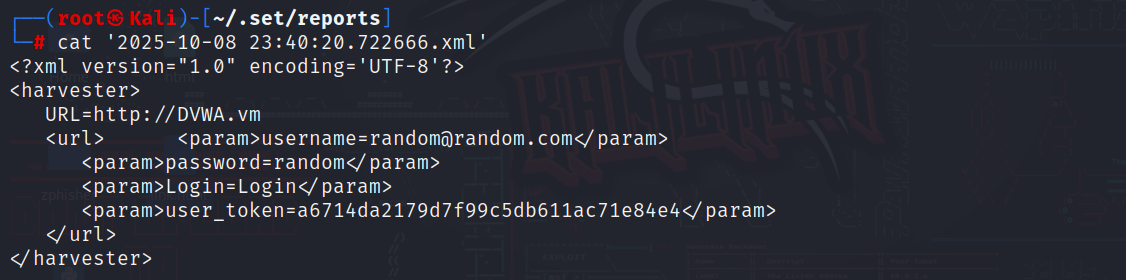 ┌──(root㉿Kali)-[~/.set/reports]
└─# cat '2025-10-08 23:40:20.722666.xml'
<?xml version="1.0" encoding='UTF-8'?>
<harvester>
   URL=http://DVWA.vm
   <url>      <param>username=random@random.com</param>
      <param>password=random</param>
      <param>Login=Login</param>
      <param>user_token=a6714da2179d7f99c5db611ac71e84e4</param>
   </url>
</harvester>
KALI LINUX